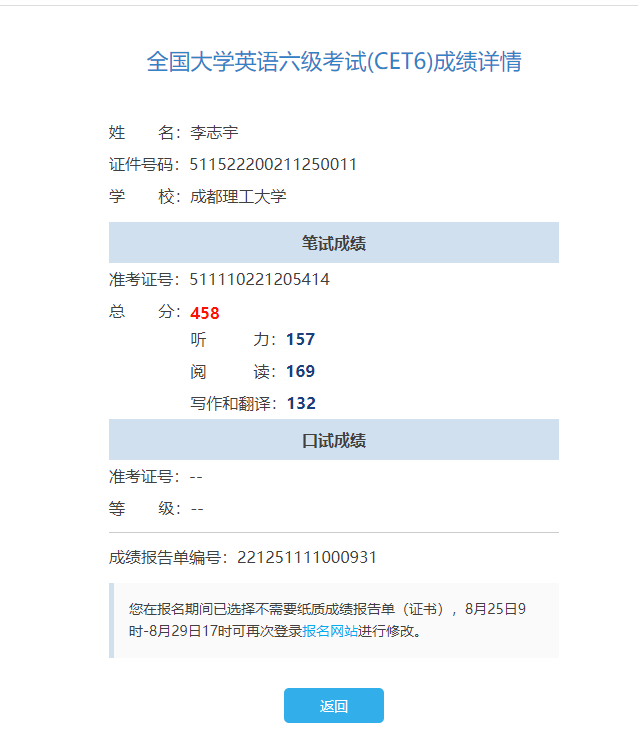 全国大学英语六级考试(CET6)成绩详情
姓 名：李志宇
证件号码：511522200211250011
学 校：成都理工大学
笔试成绩
准考证号：511110221205414
总 分：458
听 力：157
阅 读：169
写作和翻译：132
口试成绩
准考证号：--
等 级：--
成绩报告单编号：221251111000931
您在报名期间已选择不需要纸质成绩报告单（证书），8月25日9
时-8月29日17时可再次登录报名网站进行修改。
返回